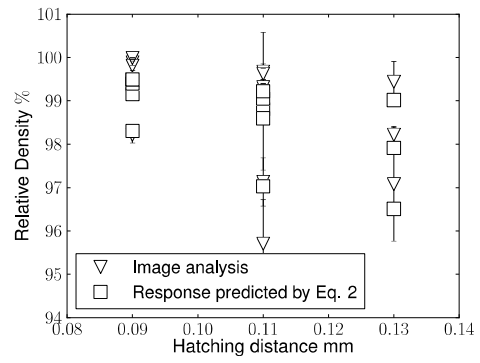 101
100
99
98
97
96
95
94
Relative Density %
Image analysis
Response predicted by Eq. 2
0.08 0.09 0.10 0.11 0.12 0.13 0.14
Hatching distance mm